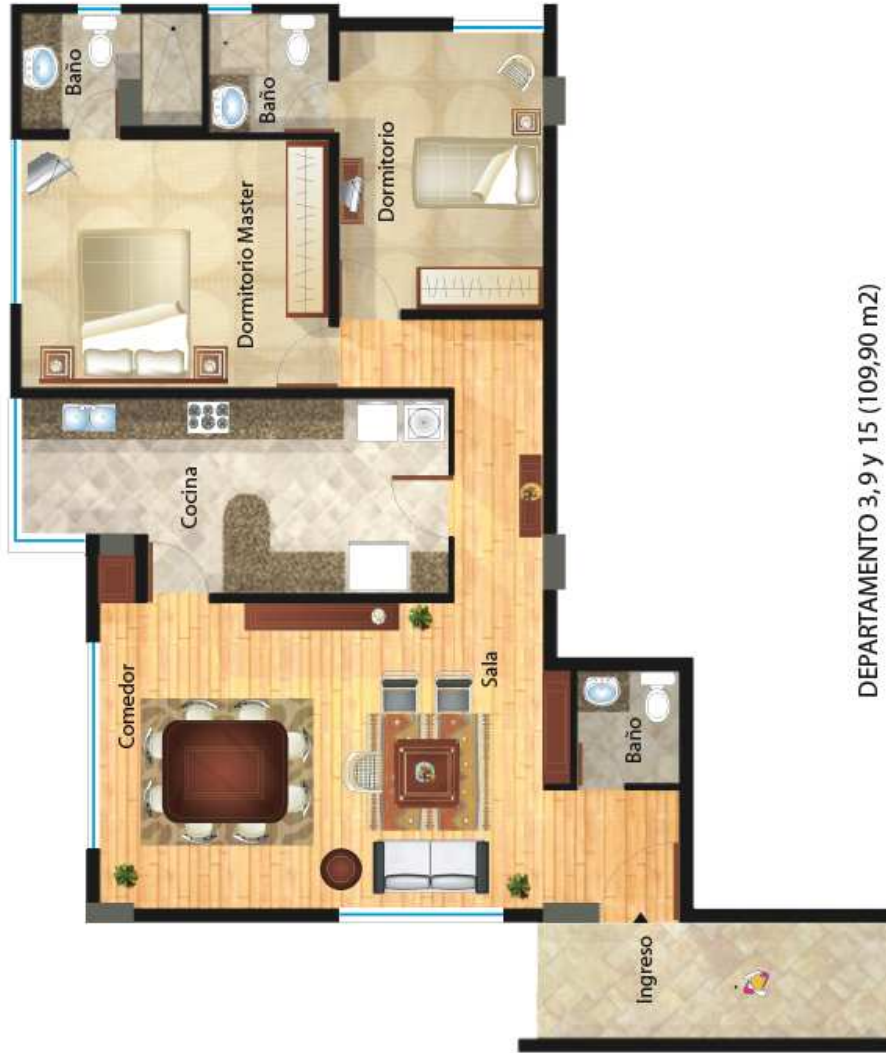 Baño
Baño
Dormitorio Master
Dormitorio
Cocina
Comedor
Sala
Baño
Ingreso
DEPARTAMENTO 3, 9 y 15 (109,90 m2)